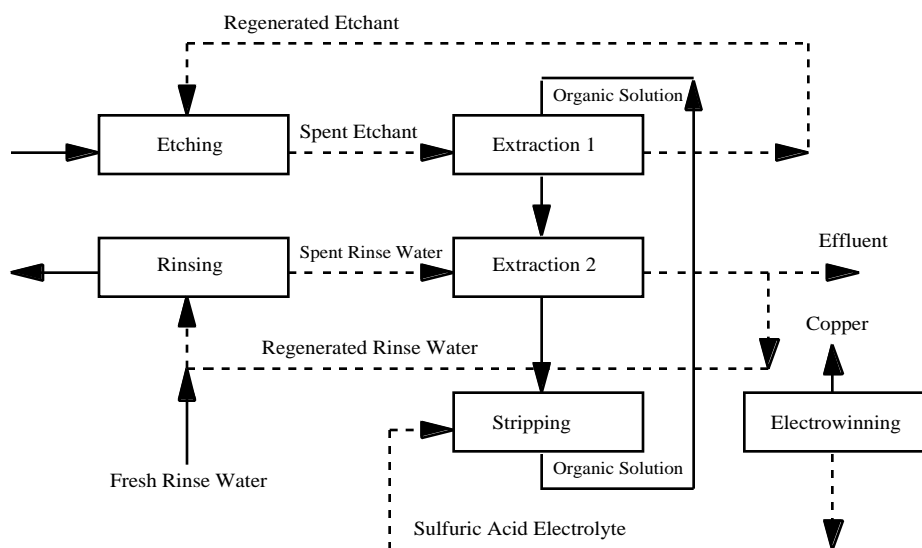 Regenerated Etchant
Organic Solution
Spent Etchant
Etching
Extraction 1
Spent Rinse Water
Effluent
Rinsing
Extraction 2
Copper
Regenerated Rinse Water
Stripping
Electrowinning
Organic Solution
Fresh Rinse Water
Sulfuric Acid Electrolyte